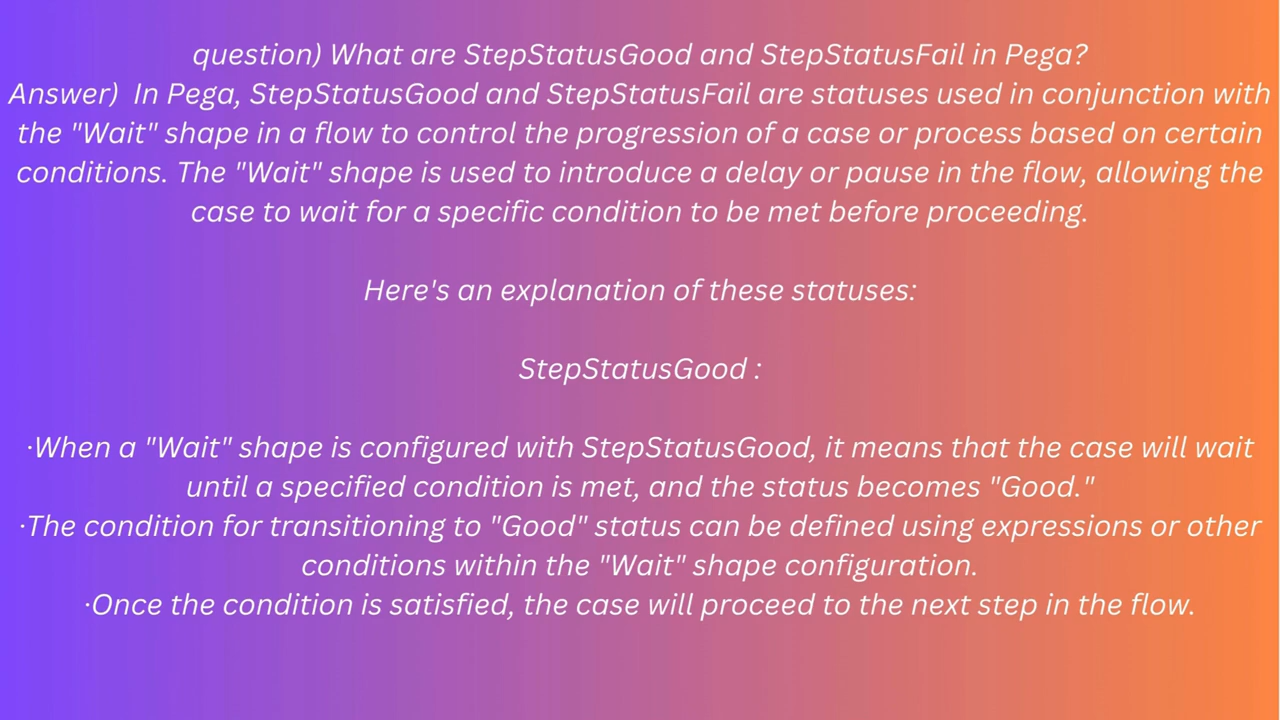 question) What are StepStatusGood and StepStatusFail in Pega?
Answer)  In Pega, StepStatusGood and StepStatusFail are statuses used in conjunction with
the "Wait" shape in a flow to control the progression of a case or process based on certain
conditions. The "Wait" shape is used to introduce a delay or pause in the flow, allowing the
case to wait for a specific condition to be met before proceeding.
Here's an explanation of these statuses:
StepStatusGood :
·When a "Wait" shape is configured with StepStatusGood, it means that the case will wait
until a specified condition is met, and the status becomes "Good."
·The condition for transitioning to "Good" status can be defined using expressions or other
conditions within the "Wait" shape configuration.
·Once the condition is satisfied, the case will proceed to the next step in the flow.